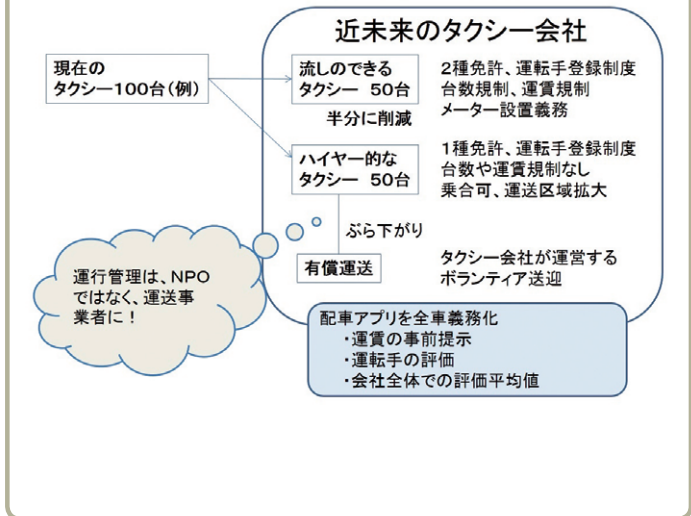 近未来のタクシー会社
現在の
タクシー100台(例)
流しのできる
タクシー 50台
2種免許、運転手登録制度
台数規制、運賃規制
メーター設置義務
半分に削減
ハイヤー的な
タクシー 50台
1種免許、運転手登録制度
台数や運賃規制なし
乗合可、運送区域拡大
ぶら下がり
有償運送
タクシー会社が運営する
ボランティア送迎
運行管理は、NPO
ではなく、運送事
業者に！
配車アプリを全車義務化
・運賃の事前提示
・運転手の評価
・会社全体での評価平均値